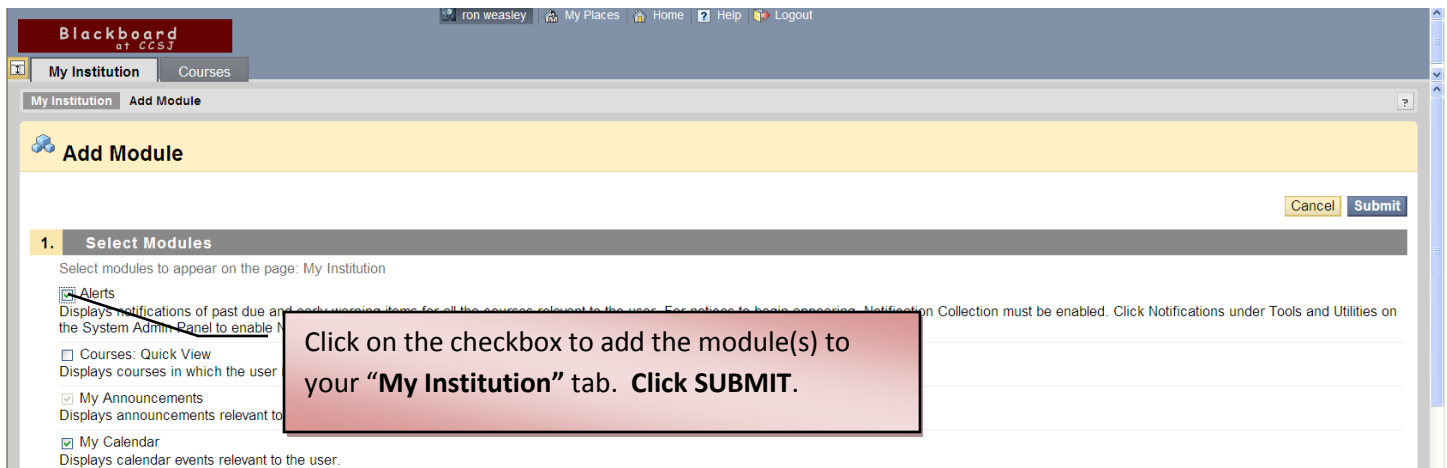 ron weasley My Places Home ? Help Logout
Blackboard
at CCSJ
My Institution Courses
My Institution Add Module ?
Add Module
Cancel Submit
1. Select Modules
Select modules to appear on the page: My Institution
Alerts
Displays notifications of past due and early warning items for all the courses relevant to the user. For notices to begin appearing, Notification Collection must be enabled. Click Notifications under Tools and Utilities on
the System Admin Panel to enable
Courses: Quick View
Displays courses in which the user
My Announcements
Displays announcements relevant to
My Calendar
Displays calendar events relevant to the user.
Click on the checkbox to add the module(s) to
your “My Institution” tab. Click SUBMIT.